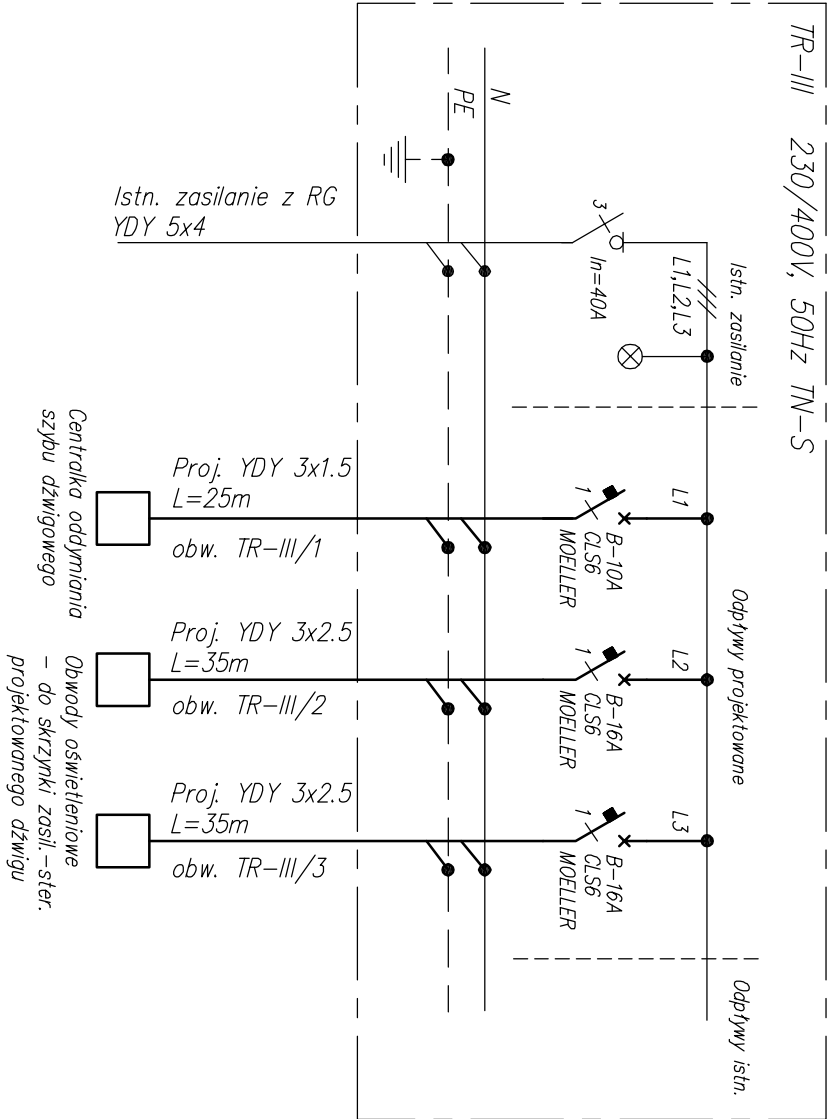 TR-III 230/400V, 50Hz TN-S
Istn. zasilanie
Odpływy projektowane
Odpływy istn.
L1,L2,L3
3
In=40A
L1
1
B-10A
CLS6
MOELLER
L2
1
B-16A
CLS6
MOELLER
L3
1
B-16A
CLS6
MOELLER
N
PE
Istn. zasilanie z RG
YDY 5x4
Proj. YDY 3x1.5
L=25m
obw. TR-III/1
Proj. YDY 3x2.5
L=35m
obw. TR-III/2
Proj. YDY 3x2.5
L=35m
obw. TR-III/3
Centralka oddymiania
szybu dźwigowego
Obwody oświetleniowe
- do skrzynki zasil.-ster.
projektowanego dźwigu